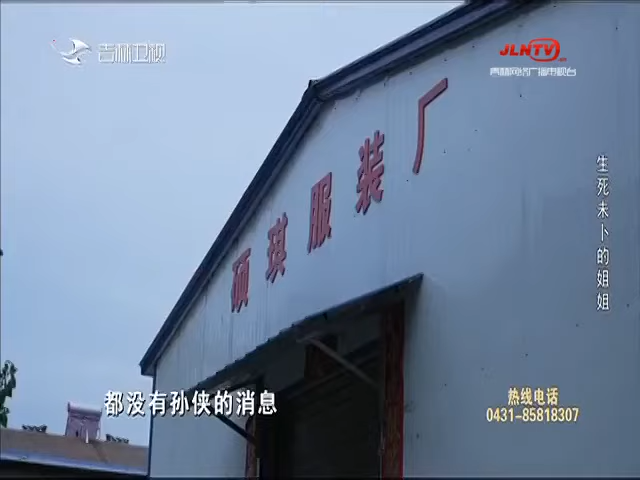 吉林卫视
JLNTV
吉林网络广播电视台
硕琪服装厂
生死未卜的姐姐
都没有孙侠的消息
热线电话
0431-85818307